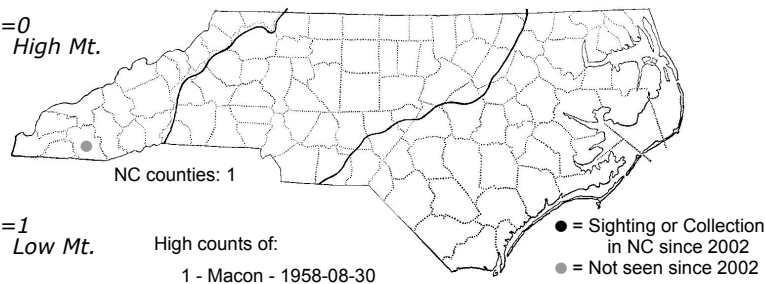 =0
High Mt.
NC counties: 1
=1
Low Mt.
High counts of:
1 - Macon - 1958-08-30
= Sighting or Collection
in NC since 2002
= Not seen since 2002